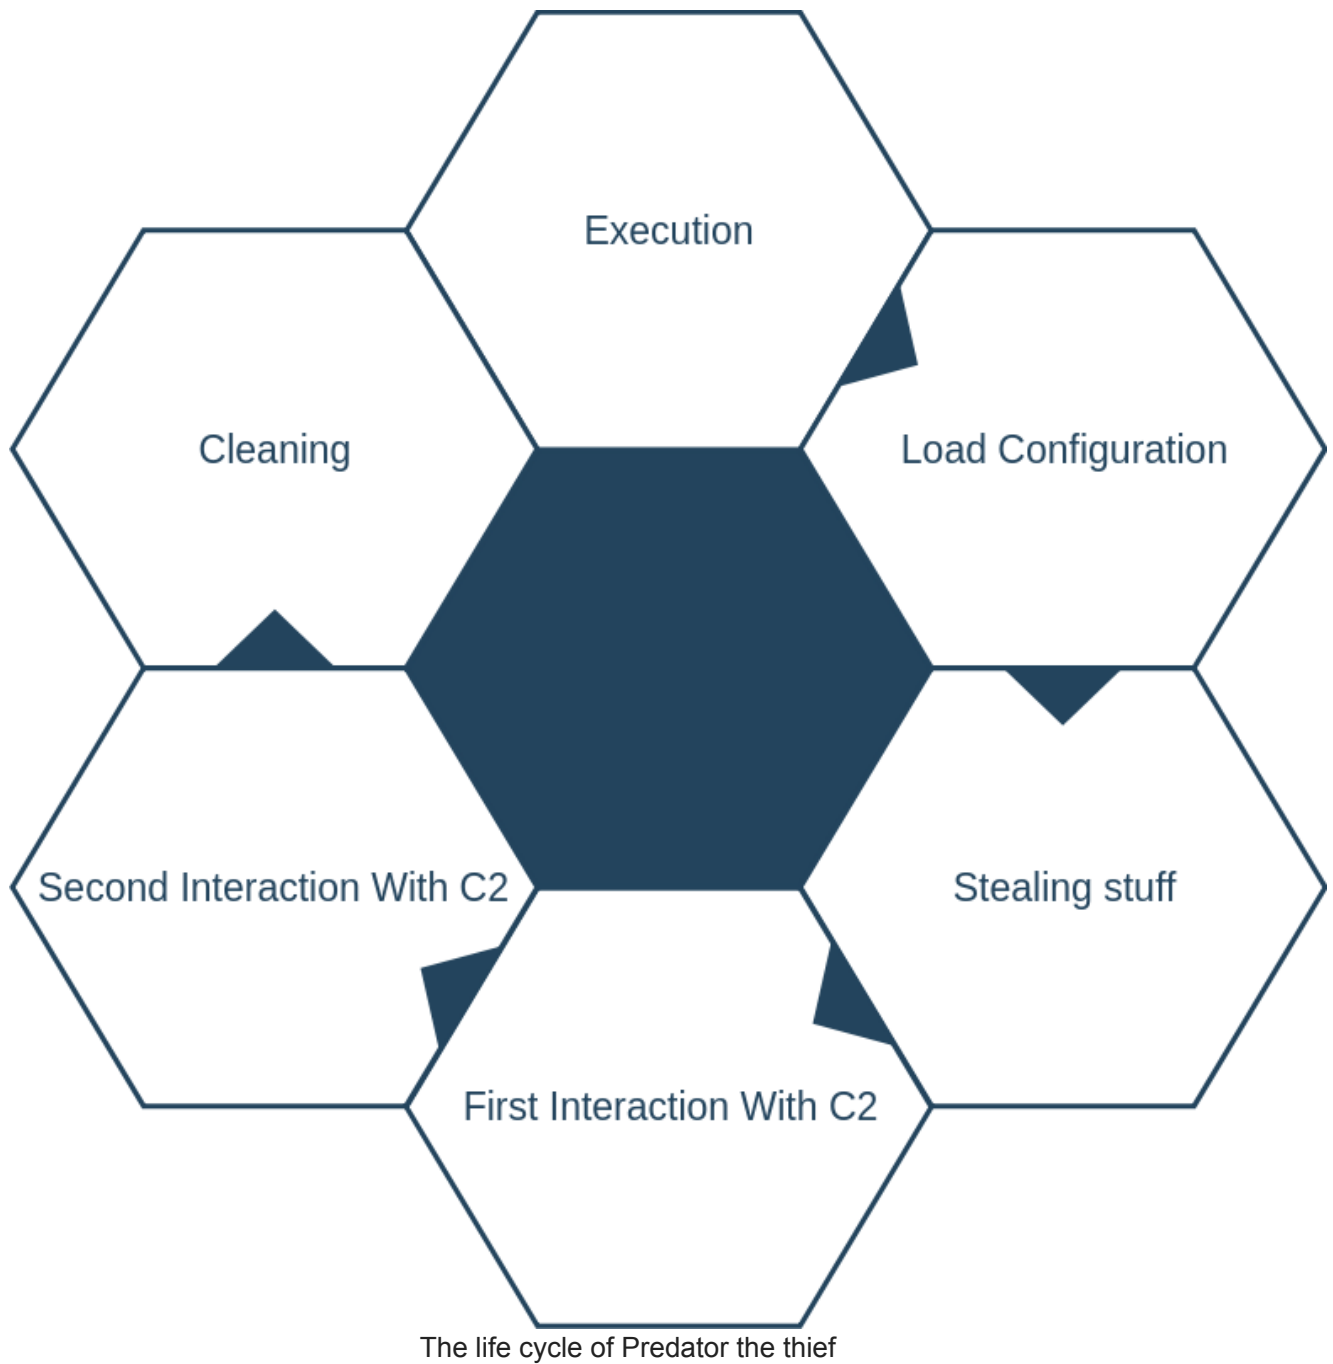 Execution
Load Configuration
Cleaning
Stealing stuff
Second Interaction With C2
First Interaction With C2
The life cycle of Predator the thief